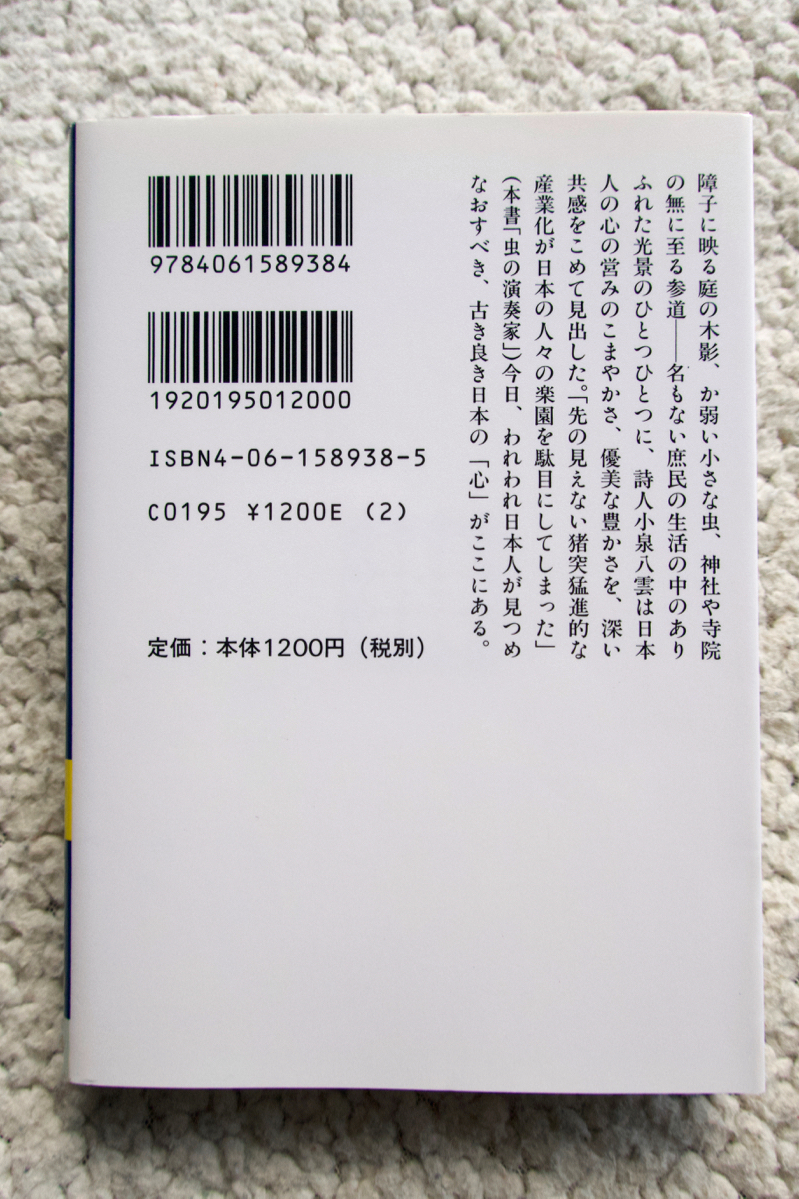 障子に映る庭の木影、か弱い小さな虫、神社や寺院
の無に至る参道――名もない庶民の生活の中のあり
ふれた光景のひとつひとつに、詩人小泉八雲は日本
人の心の営みのこまやかさ、優美な豊かさを、深い
共感をこめて見出した。「先の見えない猪突猛進的な
産業化が日本の人々の楽園を駄目にしてしまった」
(本書「虫の演奏家」)今日、われわれ日本人が見つめ
なおすべき、古き良き日本の「心」がここにある。
9784061589384
1920195012000
ISBN4-06-158938-5
C0195 ¥1200E (2)
定価：本体1200円（税別）